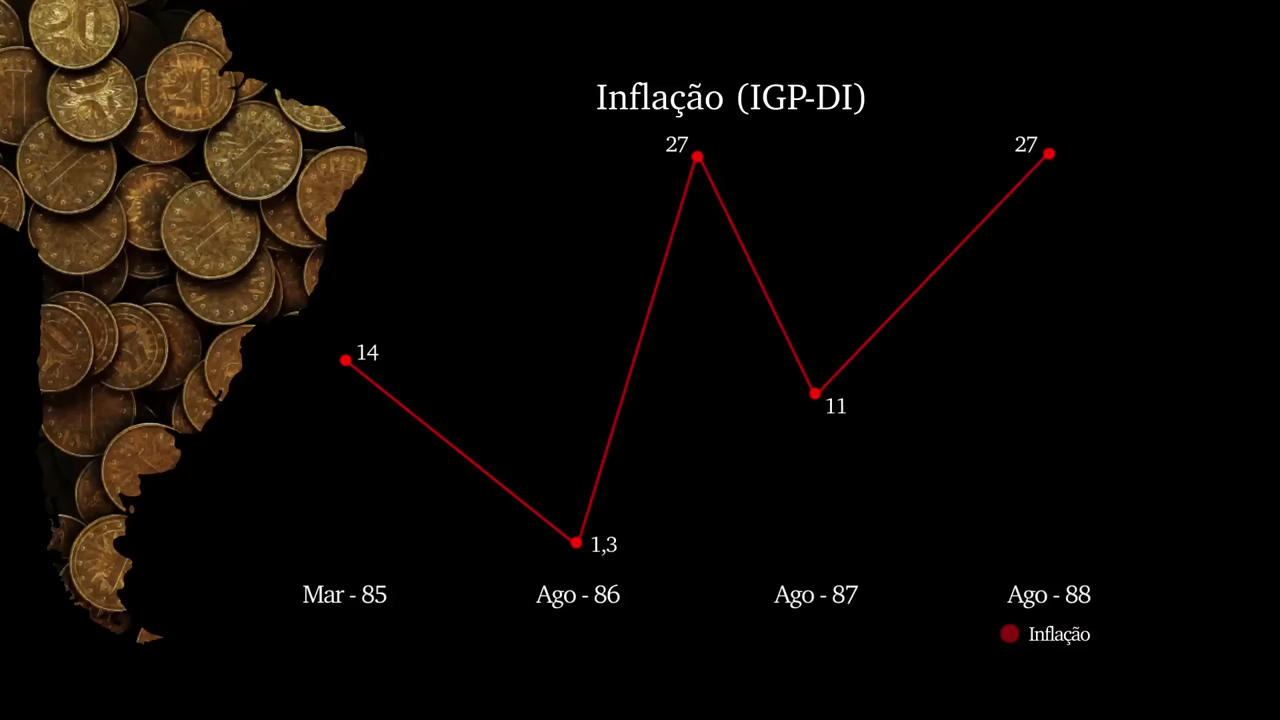 Inflação (IGP-DI)
27
27
14
11
1,3
Mar - 85
Ago - 86
Ago - 87
Ago - 88
Inflação